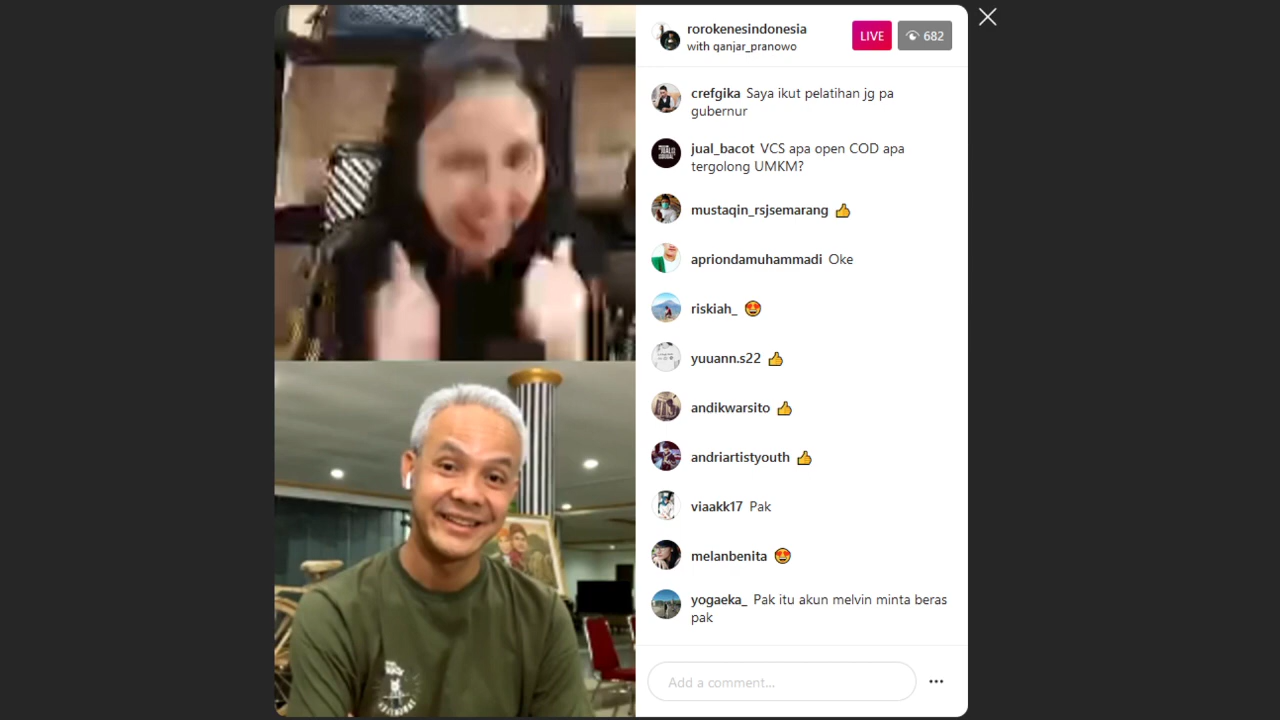 rorokenesindonesia
with ganjar_pranowo
LIVE 682
crefgika Saya ikut pelatihan jg pa
gubernur
jual_bacot VCS apa open COD apa
tergolong UMKM?
mustaqin_rsjsemarang 👍
apriondamuhammadi Oke
riskiah_ 😍
yuuann.s22 👍
andikwarsito 👍
andriartistyouth 👍
viaakk17 Pak
melanbenita 😍
yogaeka_ Pak itu akun melvin minta beras
pak
Add a comment...